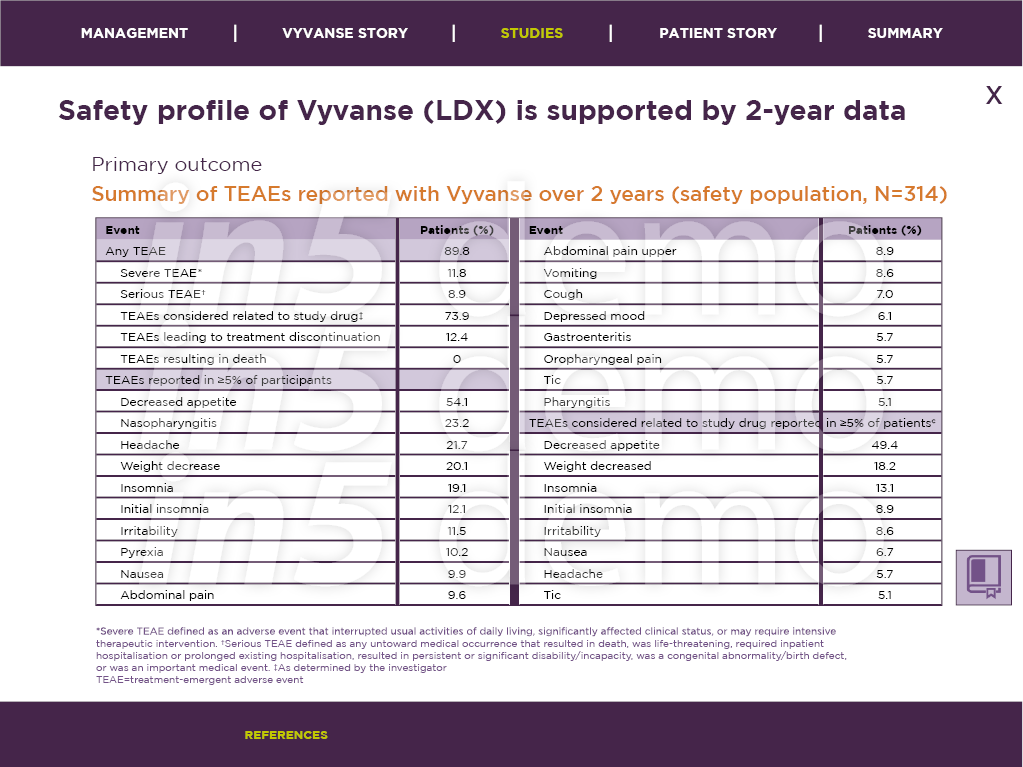 MANAGEMENT | VYVANSE STORY | STUDIES | PATIENT STORY | SUMMARY
X
Safety profile of Vyvanse (LDX) is supported by 2-year data
Primary outcome
Summary of TEAEs reported with Vyvanse over 2 years (safety population, N=314)
Event Patients (%)
Any TEAE 89.8
Severe TEAE* 11.8
Serious TEAE† 8.9
TEAEs considered related to study drug‡ 73.9
TEAEs leading to treatment discontinuation 12.4
TEAEs resulting in death 0
TEAEs reported in ≥5% of participants
Decreased appetite 54.1
Nasopharyngitis 23.2
Headache 21.7
Weight decrease 20.1
Insomnia 19.1
Initial insomnia 12.1
Irritability 11.5
Pyrexia 10.2
Nausea 9.9
Abdominal pain 9.6
Event Patients (%)
Abdominal pain upper 8.9
Vomiting 8.6
Cough 7.0
Depressed mood 6.1
Gastroenteritis 5.7
Oropharyngeal pain 5.7
Tic 5.7
Pharyngitis 5.1
TEAEs considered related to study drug reported in ≥5% of patients
Decreased appetite 49.4
Weight decreased 18.2
Insomnia 13.1
Initial insomnia 8.9
Irritability 8.6
Nausea 6.7
Headache 5.7
Tic 5.1
in5 demo
in5 demo
in5 demo
*Severe TEAE defined as an adverse event that interrupted usual activities of daily living, significantly affected clinical status, or may require intensive
therapeutic intervention. †Serious TEAE defined as any untoward medical occurrence that resulted in death, was life-threatening, required inpatient
hospitalisation or prolonged existing hospitalisation, resulted in persistent or significant disability/incapacity, was a congenital abnormality/birth defect,
or was an important medical event. ‡As determined by the investigator
TEAE=treatment-emergent adverse event
REFERENCES